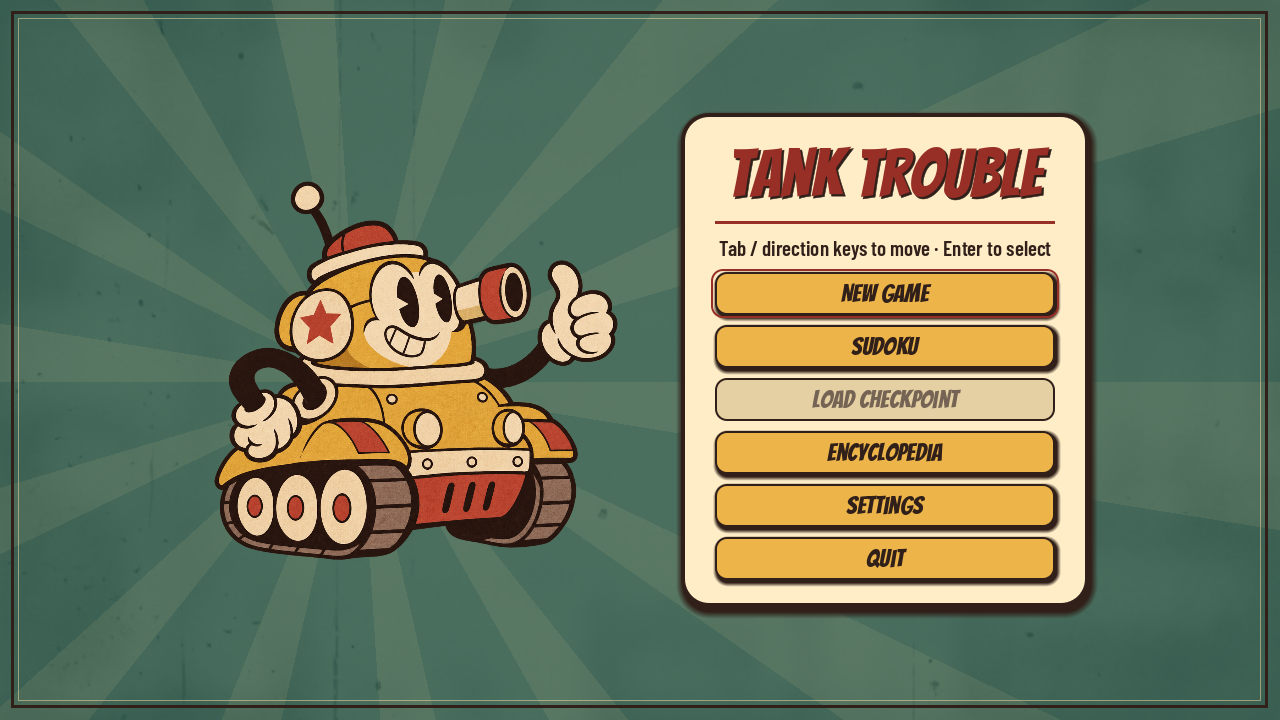 TANK TROUBLE
Tab / direction keys to move · Enter to select
NEW GAME
SUDOKU
LOAD CHECKPOINT
ENCYCLOPEDIA
SETTINGS
QUIT